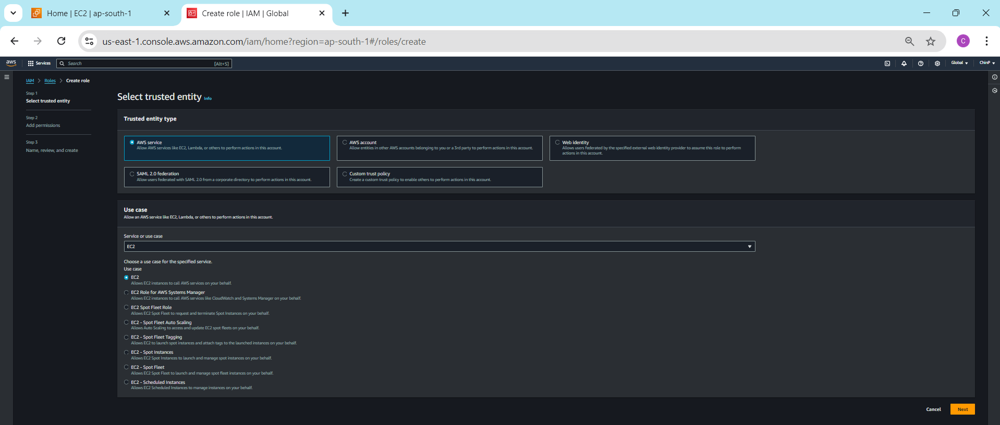 Home | EC2 | ap-south-1
Create role | IAM | Global
us-east-1.console.aws.amazon.com/iam/home?region=ap-south-1#/roles/create
C
aws
Services
Search
[Alt+S]
Global
ChinP
IAM > Roles > Create role
Step 1
Select trusted entity
Step 2
Add permissions
Step 3
Name, review, and create
Select trusted entity Info
Trusted entity type
AWS service
Allow AWS services like EC2, Lambda, or others to perform actions in this account.
AWS account
Allow entities in other AWS accounts belonging to you or a 3rd party to perform actions in this account.
Web identity
Allows users federated by the specified external web identity provider to assume this role to perform
actions in this account.
SAML 2.0 federation
Allow users federated with SAML 2.0 from a corporate directory to perform actions in this account.
Custom trust policy
Create a custom trust policy to enable others to perform actions in this account.
Use case
Allow an AWS service like EC2, Lambda, or others to perform actions in this account.
Service or use case
EC2
Choose a use case for the specified service.
Use case
EC2
Allows EC2 instances to call AWS services on your behalf.
EC2 Role for AWS Systems Manager
Allows EC2 instances to call AWS services like CloudWatch and Systems Manager on your behalf.
EC2 Spot Fleet Role
Allows EC2 Spot Fleet to request and terminate Spot Instances on your behalf.
EC2 - Spot Fleet Auto Scaling
Allows Auto Scaling to access and update EC2 spot fleets on your behalf.
EC2 - Spot Fleet Tagging
Allows EC2 to launch spot instances and attach tags to the launched instances on your behalf.
EC2 - Spot Instances
Allows EC2 Spot Instances to launch and manage spot instances on your behalf.
EC2 - Spot Fleet
Allows EC2 Spot Fleet to launch and manage spot fleet instances on your behalf.
EC2 - Scheduled Instances
Allows EC2 Scheduled Instances to manage instances on your behalf.
Cancel
Next